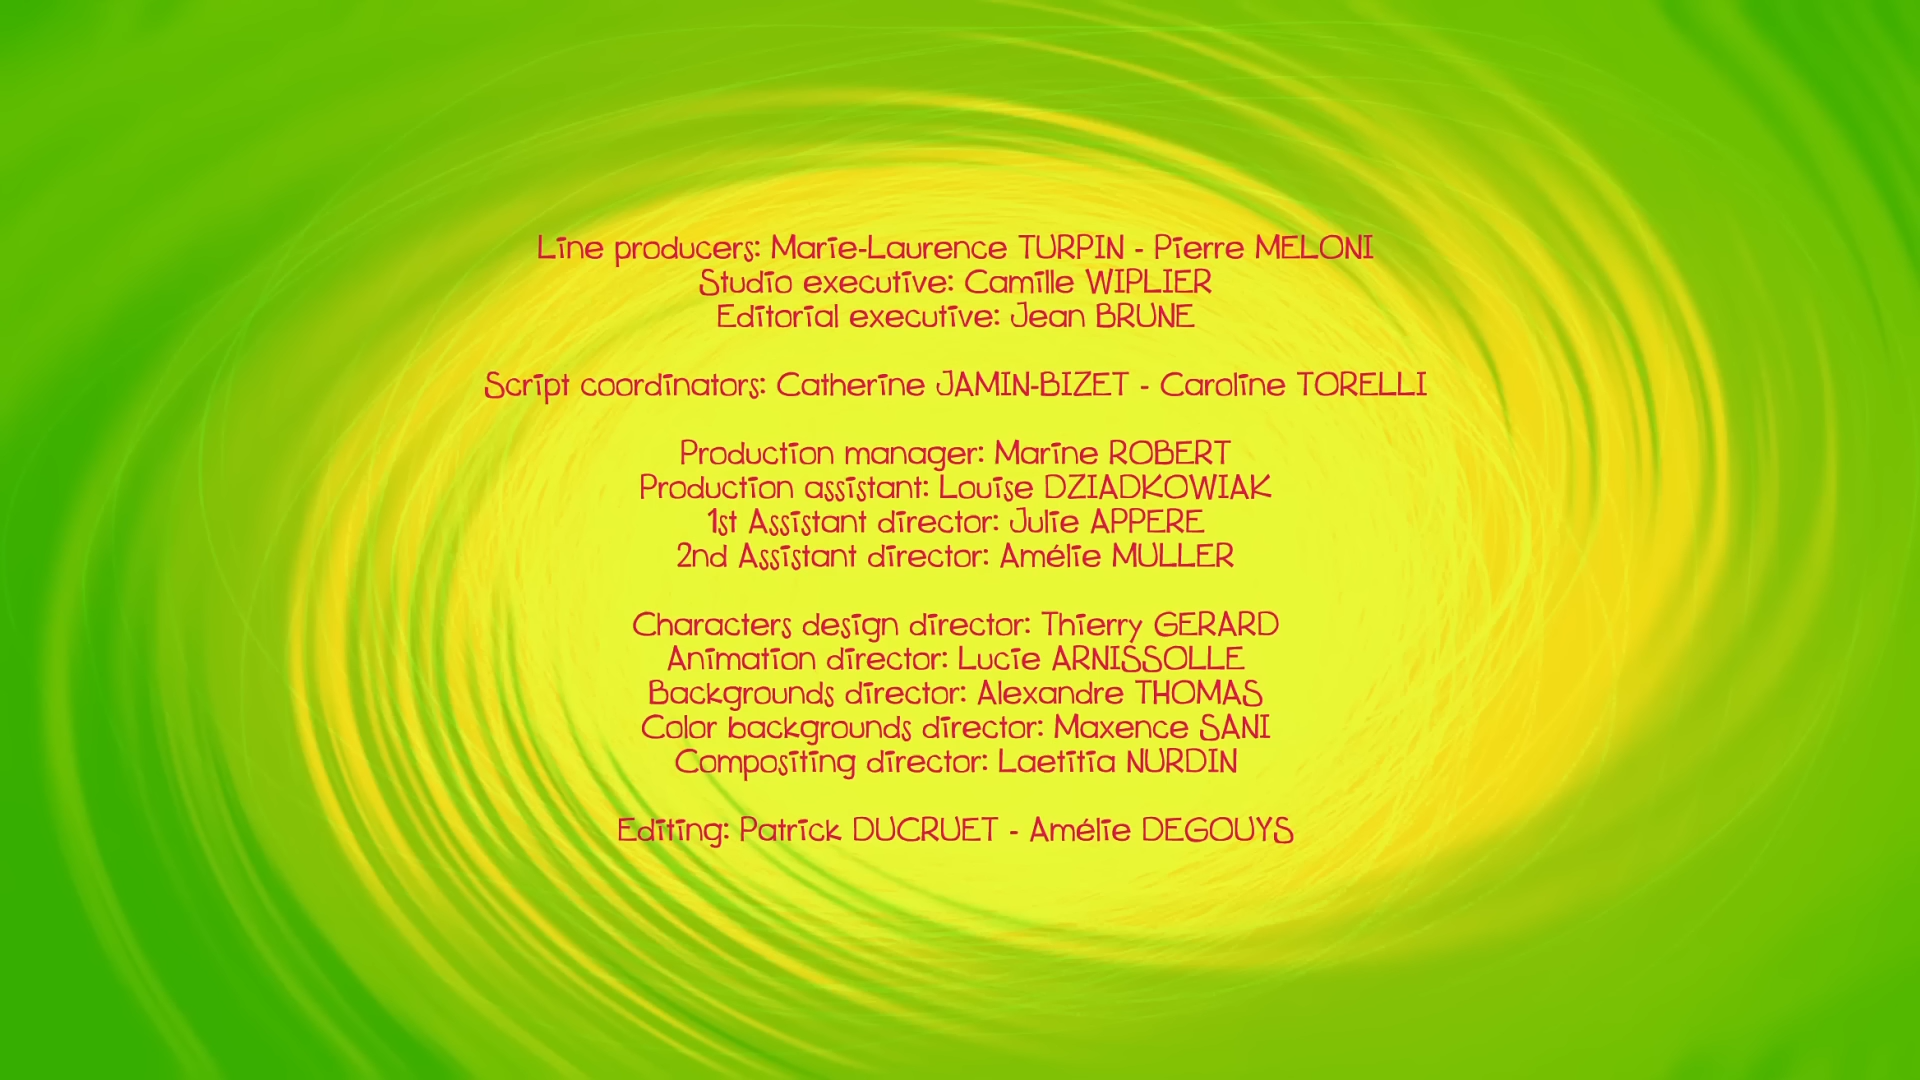 Line producers: Marie-Laurence TURPIN - Pierre MELONI
Studio executive: Camille WIPLIER
Editorial executive: Jean BRUNE
Script coordinators: Catherine JAMIN-BIZET - Caroline TORELLI
Production manager: Marine ROBERT
Production assistant: Louise DZIADKOWIAK
1st Assistant director: Julie APPERE
2nd Assistant director: Amélie MULLER
Characters design director: Thierry GERARD
Animation director: Lucie ARNISSOLLE
Backgrounds director: Alexandre THOMAS
Color backgrounds director: Maxence SANI
Compositing director: Laetitia NURDIN
Editing: Patrick DUCRUET - Amélie DEGOUYS